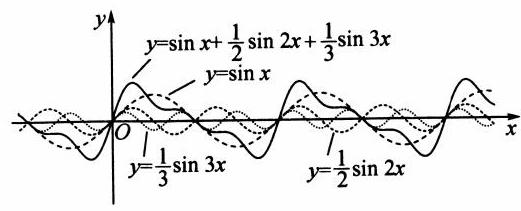 y
y=sin x+ 1/2 sin 2x+ 1/3 sin 3x
y=sin x
O
x
y=1/3 sin 3x
y=1/2 sin 2x